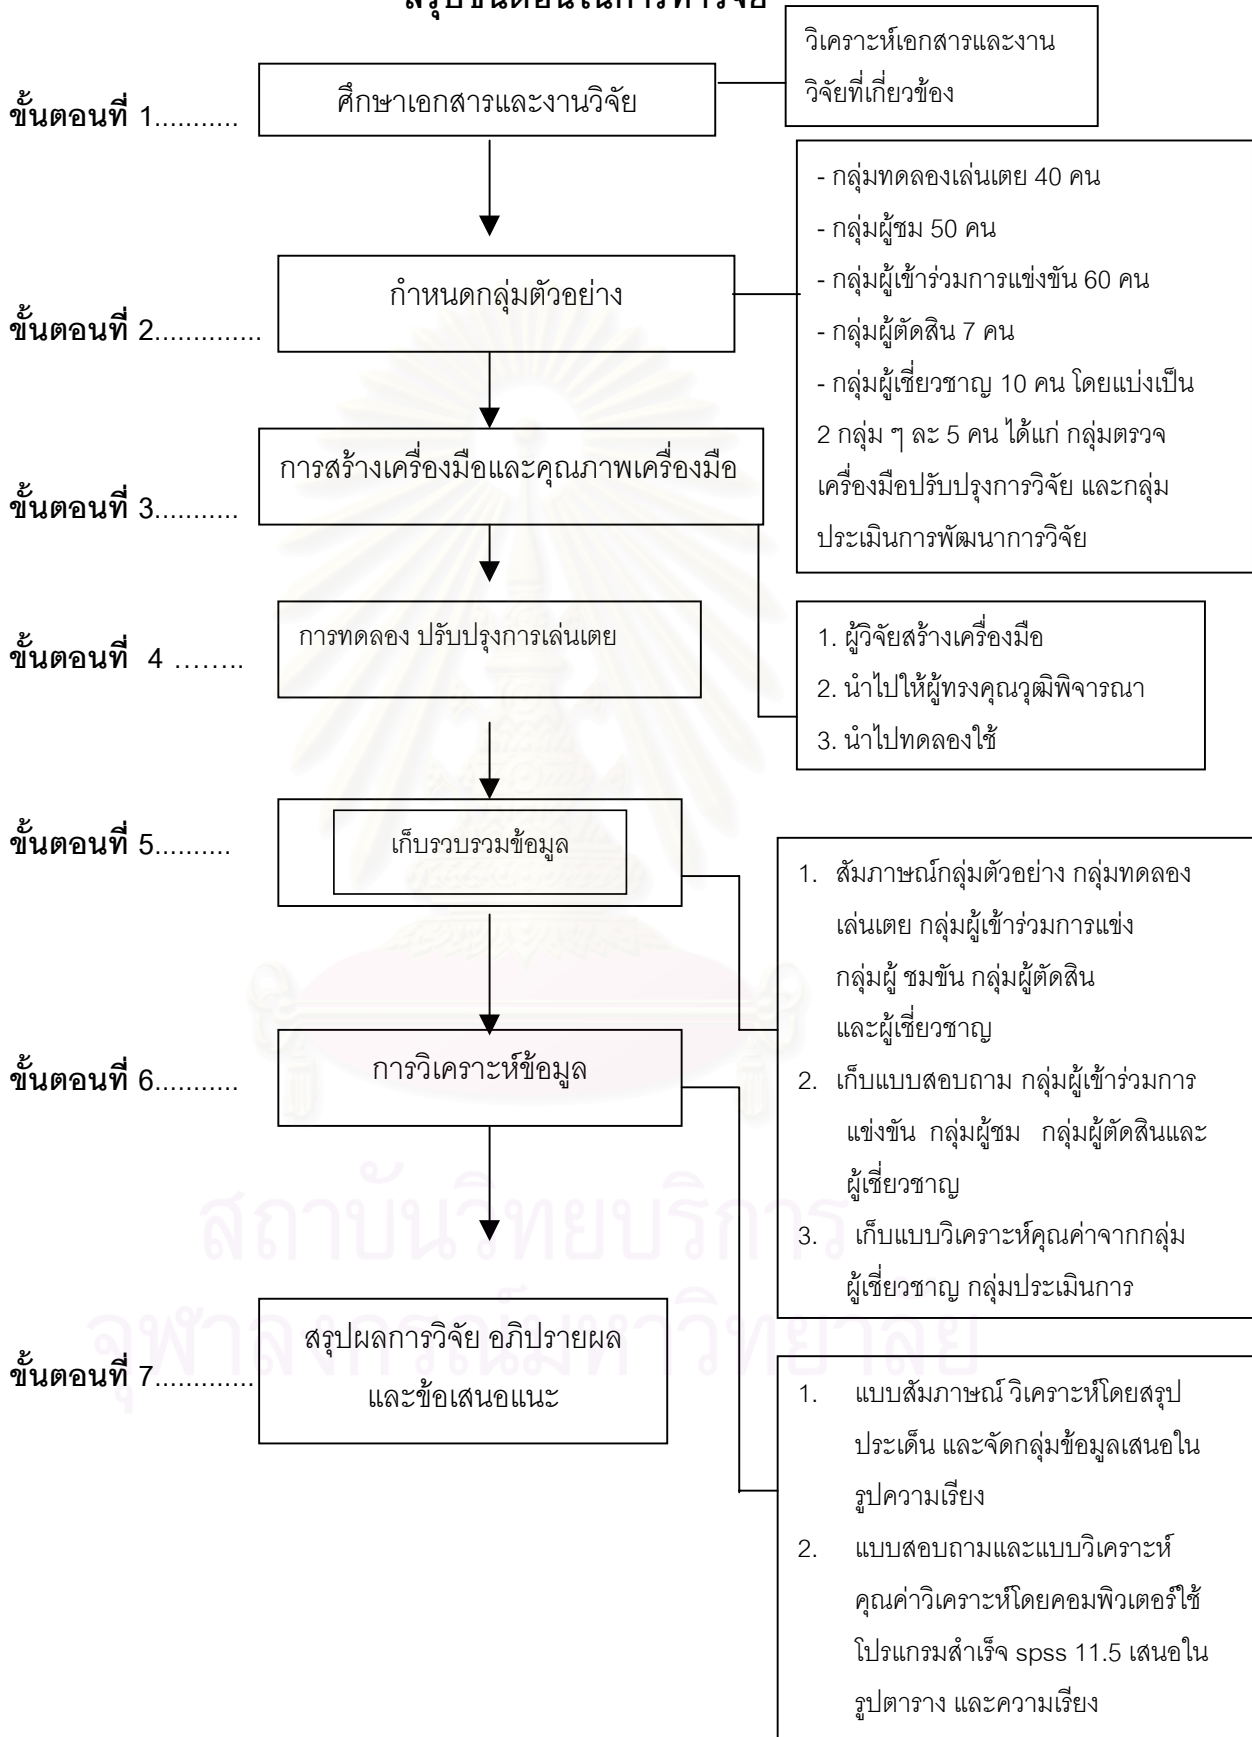 สรุปขั้นตอนในการทำวิจัย
วิเคราะห์เอกสารและงาน
วิจัยที่เกี่ยวข้อง
ขั้นตอนที่ 1...........
ศึกษาเอกสารและงานวิจัย
- กลุ่มทดลองเล่นเตย 40 คน
- กลุ่มผู้ชม 50 คน
- กลุ่มผู้เข้าร่วมการแข่งขัน 60 คน
- กลุ่มผู้ตัดสิน 7 คน
- กลุ่มผู้เชี่ยวชาญ 10 คน โดยแบ่งเป็น
2 กลุ่ม ๆ ละ 5 คน ได้แก่ กลุ่มตรวจ
เครื่องมือปรับปรุงการวิจัย และกลุ่ม
ประเมินการพัฒนาการวิจัย
ขั้นตอนที่ 2..............
กำหนดกลุ่มตัวอย่าง
ขั้นตอนที่ 3...........
การสร้างเครื่องมือและคุณภาพเครื่องมือ
1. ผู้วิจัยสร้างเครื่องมือ
2. นำไปให้ผู้ทรงคุณวุฒิพิจารณา
3. นำไปทดลองใช้
ขั้นตอนที่ 4 ........
การทดลอง ปรับปรุงการเล่นเตย
ขั้นตอนที่ 5..........
เก็บรวบรวมข้อมูล
1. สัมภาษณ์กลุ่มตัวอย่าง กลุ่มทดลอง
เล่นเตย กลุ่มผู้เข้าร่วมการแข่ง
กลุ่มผู้ ชมขัน กลุ่มผู้ตัดสิน
และผู้เชี่ยวชาญ
2. เก็บแบบสอบถาม กลุ่มผู้เข้าร่วมการ
แข่งขัน กลุ่มผู้ชม กลุ่มผู้ตัดสินและ
ผู้เชี่ยวชาญ
3. เก็บแบบวิเคราะห์คุณค่าจากกลุ่ม
ผู้เชี่ยวชาญ กลุ่มประเมินการ
ขั้นตอนที่ 6...........
การวิเคราะห์ข้อมูล
สถาบันวิทยบริการ
จุฬาลงกรณ์มหาวิทยาลัย
ขั้นตอนที่ 7.............
สรุปผลการวิจัย อภิปรายผล
และข้อเสนอแนะ
1. แบบสัมภาษณ์ วิเคราะห์โดยสรุป
ประเด็น และจัดกลุ่มข้อมูลเสนอใน
รูปความเรียง
2. แบบสอบถามและแบบวิเคราะห์
คุณค่าวิเคราะห์โดยคอมพิวเตอร์ใช้
โปรแกรมสำเร็จ spss 11.5 เสนอใน
รูปตาราง และความเรียง